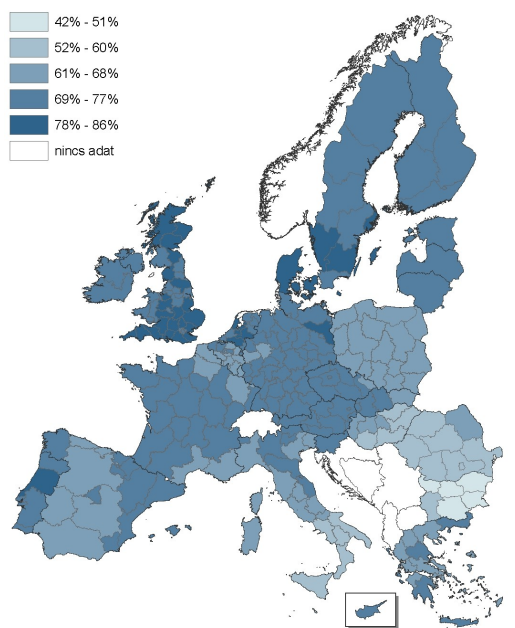 42% - 51%
52% - 60%
61% - 68%
69% - 77%
78% - 86%
nincs adat